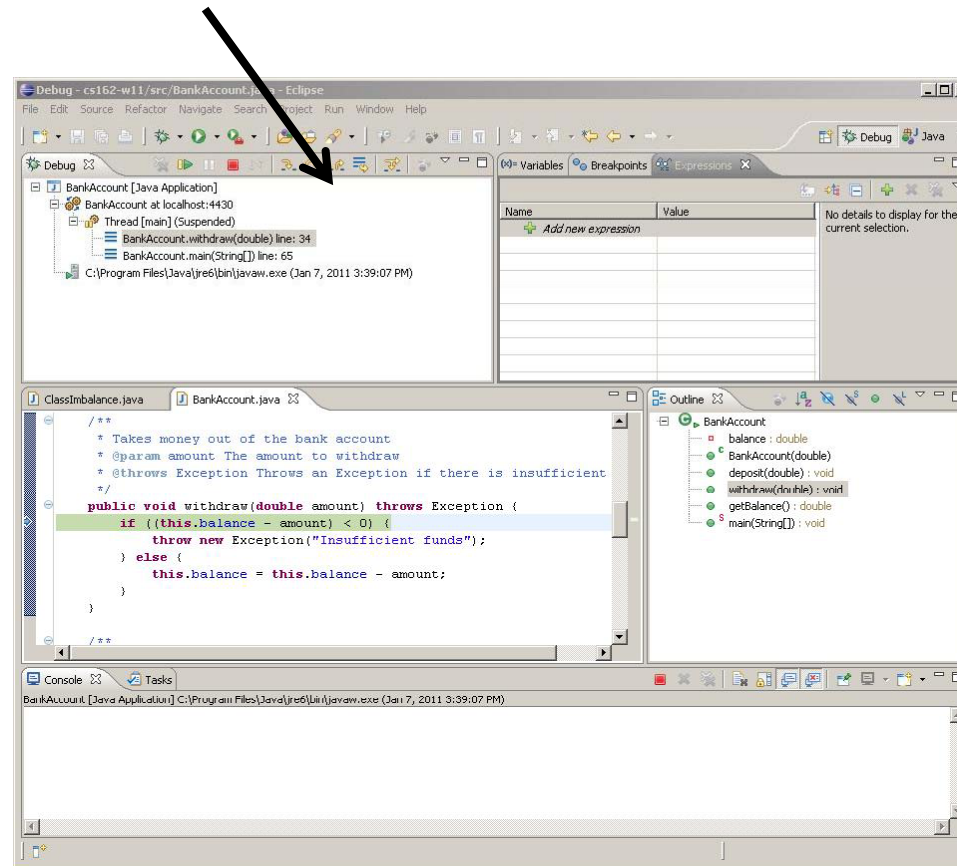 Debug - cs162-w11/src/BankAccount.java - Eclipse
File Edit Source Refactor Navigate Search Project Run Window Help
Debug Java
Debug
BankAccount [Java Application]
BankAccount at localhost:4430
Thread [main] (Suspended)
BankAccount.withdraw(double) line: 34
BankAccount.main(String[]) line: 65
C:\Program Files\Java\jre6\bin\javaw.exe (Jan 7, 2011 3:39:07 PM)
(x)= Variables Breakpoints Expressions
Name Value
Add new expression
No details to display for the
current selection.
ClassImbalance.java BankAccount.java
/**
* Takes money out of the bank account
* @param amount The amount to withdraw
* @throws Exception Throws an Exception if there is insufficient
*/
public void withdraw(double amount) throws Exception {
if ((this.balance - amount) < 0) {
throw new Exception("Insufficient funds");
} else {
this.balance = this.balance - amount;
}
}
/**
Outline
BankAccount
balance : double
BankAccount(double)
deposit(double) : void
withdraw(double) : void
getBalance() : double
main(String[]) : void
Console Tasks
BankAccount [Java Application] C:\Program Files\Java\jre6\bin\javaw.exe (Jan 7, 2011 3:39:07 PM)